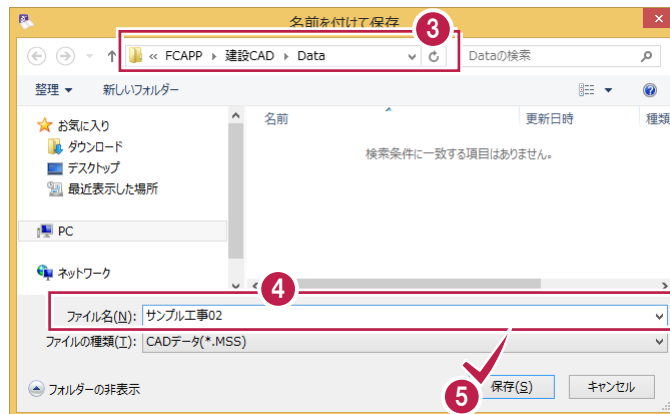 名前を付けて保存
3
« FCAPP 建設CAD Data
Dataの検索
整理 新しいフォルダー
お気に入り
ダウンロード
デスクトップ
最近表示した場所
PC
ネットワーク
名前 更新日時 種類
検索条件に一致する項目はありません。
4
ファイル名(N): サンプル工事02
ファイルの種類(T): CADデータ(*.MSS)
フォルダーの非表示
5
保存(S) キャンセル